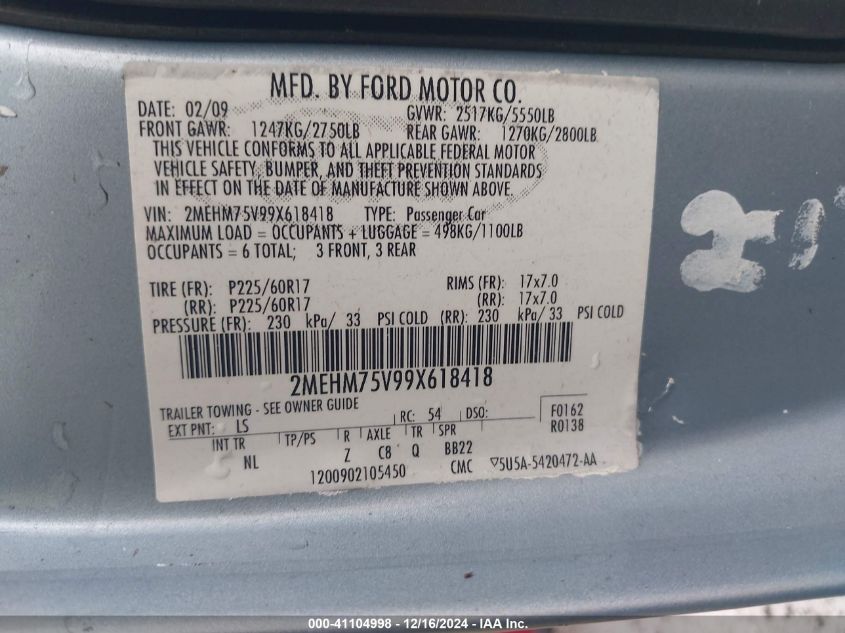 MFD. BY FORD MOTOR CO.
DATE: 02/09 GVWR: 2517KG/5550LB
FRONT GAWR: 1247KG/2750LB REAR GAWR: 1270KG/2800LB
THIS VEHICLE CONFORMS TO ALL APPLICABLE FEDERAL MOTOR
VEHICLE SAFETY, BUMPER, AND THEFT PREVENTION STANDARDS
IN EFFECT ON THE DATE OF MANUFACTURE SHOWN ABOVE.
VIN: 2MEHM75V99X618418 TYPE: Passenger Car
MAXIMUM LOAD = OCCUPANTS + LUGGAGE = 498KG/1100LB
OCCUPANTS = 6 TOTAL; 3 FRONT, 3 REAR
TIRE (FR): P225/60R17 RIMS (FR): 17x7.0
(RR): P225/60R17 (RR): 17x7.0
PRESSURE (FR): 230 kPa/ 33 PSI COLD (RR): 230 kPa/ 33 PSI COLD
2MEHM75V99X618418
TRAILER TOWING - SEE OWNER GUIDE
EXT PNT: LS RC: 54 DSO: F0162
R0138
INT TR TP/PS R AXLE TR SPR
NL Z C8 Q BB22
1200902105450 CMC ▽5U5A-5420472-AA
000-41104998 - 12/16/2024 - IAA Inc.